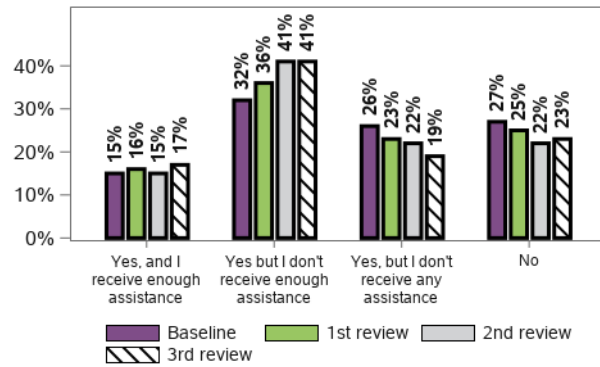 15% 16% 15% 17% 32% 36% 41% 41% 26% 23% 22% 19% 27% 25% 22% 23%
40%
30%
20%
10%
0%
Yes, and I
receive enough
assistance
Yes but I don't
receive enough
assistance
Yes, but I don't
receive any
assistance
No
Baseline 1st review 2nd review
3rd review